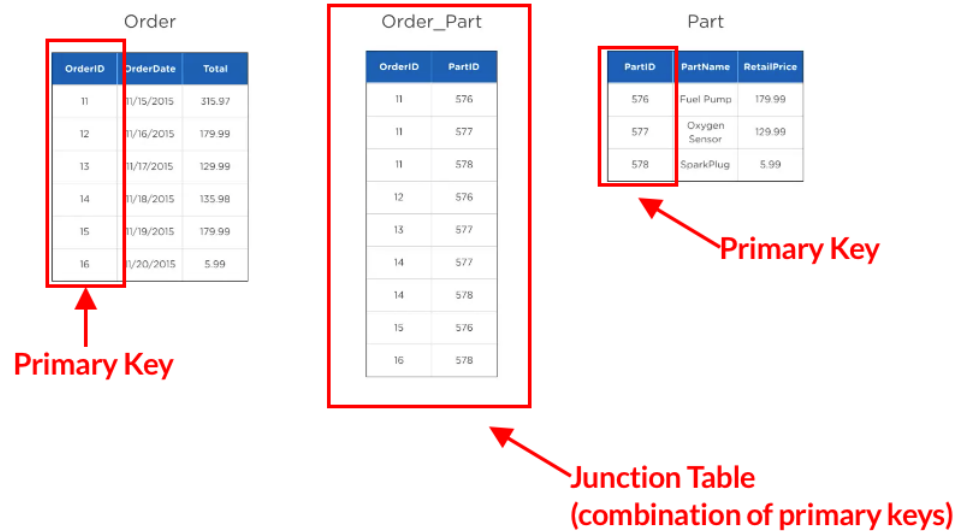 Order
Order_Part
Part
OrderID OrderDate Total
11 11/15/2015 315.97
12 11/16/2015 179.99
13 11/17/2015 129.99
14 11/18/2015 135.98
15 11/19/2015 179.99
16 11/20/2015 5.99
OrderID PartID
11 576
11 577
11 578
12 576
13 577
14 577
14 578
15 576
16 578
PartID PartName RetailPrice
576 Fuel Pump 179.99
577 Oxygen Sensor 129.99
578 SparkPlug 5.99
Primary Key
Primary Key
Junction Table
(combination of primary keys)